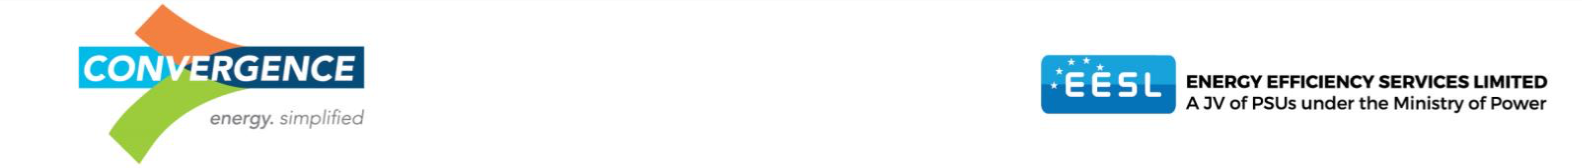 CONVERGENCE
energy. simplified
EESL
ENERGY EFFICIENCY SERVICES LIMITED
A JV of PSUs under the Ministry of Power